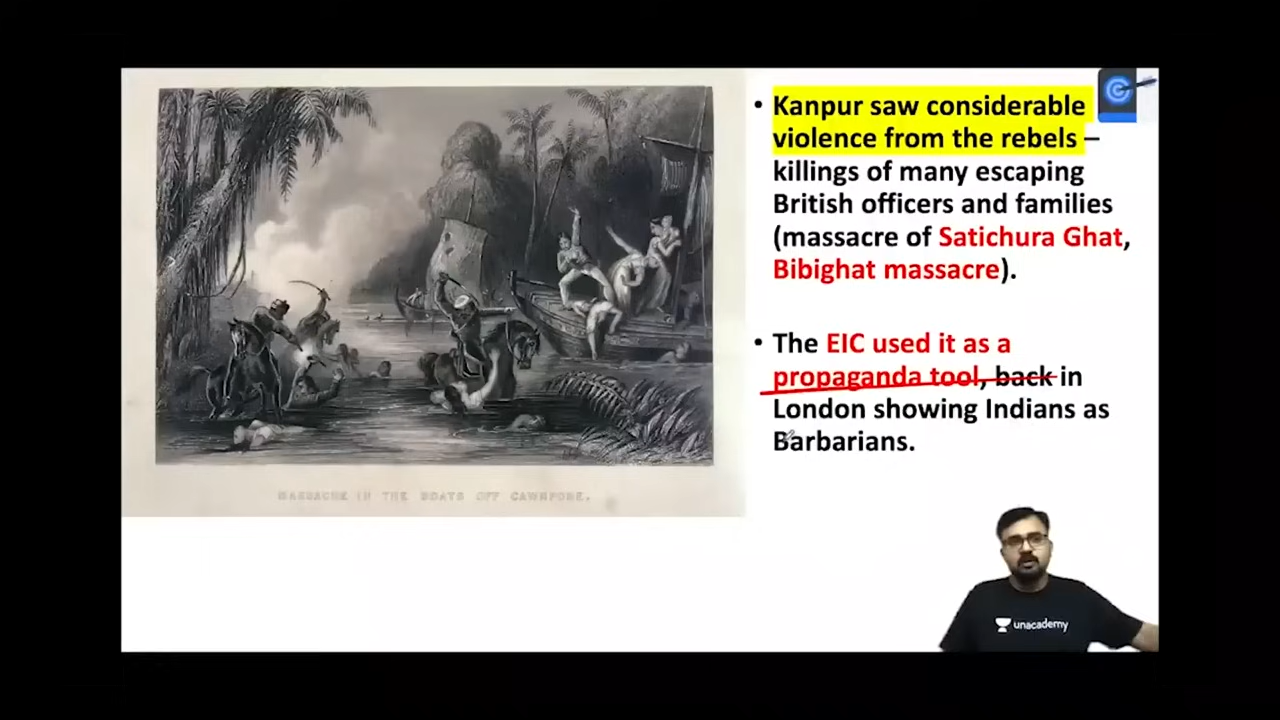 • Kanpur saw considerable
violence from the rebels –
killings of many escaping
British officers and families
(massacre of Satichura Ghat,
Bibighat massacre).
• The EIC used it as a
propaganda tool, back in
London showing Indians as
Barbarians.
MASSACRE IN THE BOATS OFF CAWNPORE.
unacademy